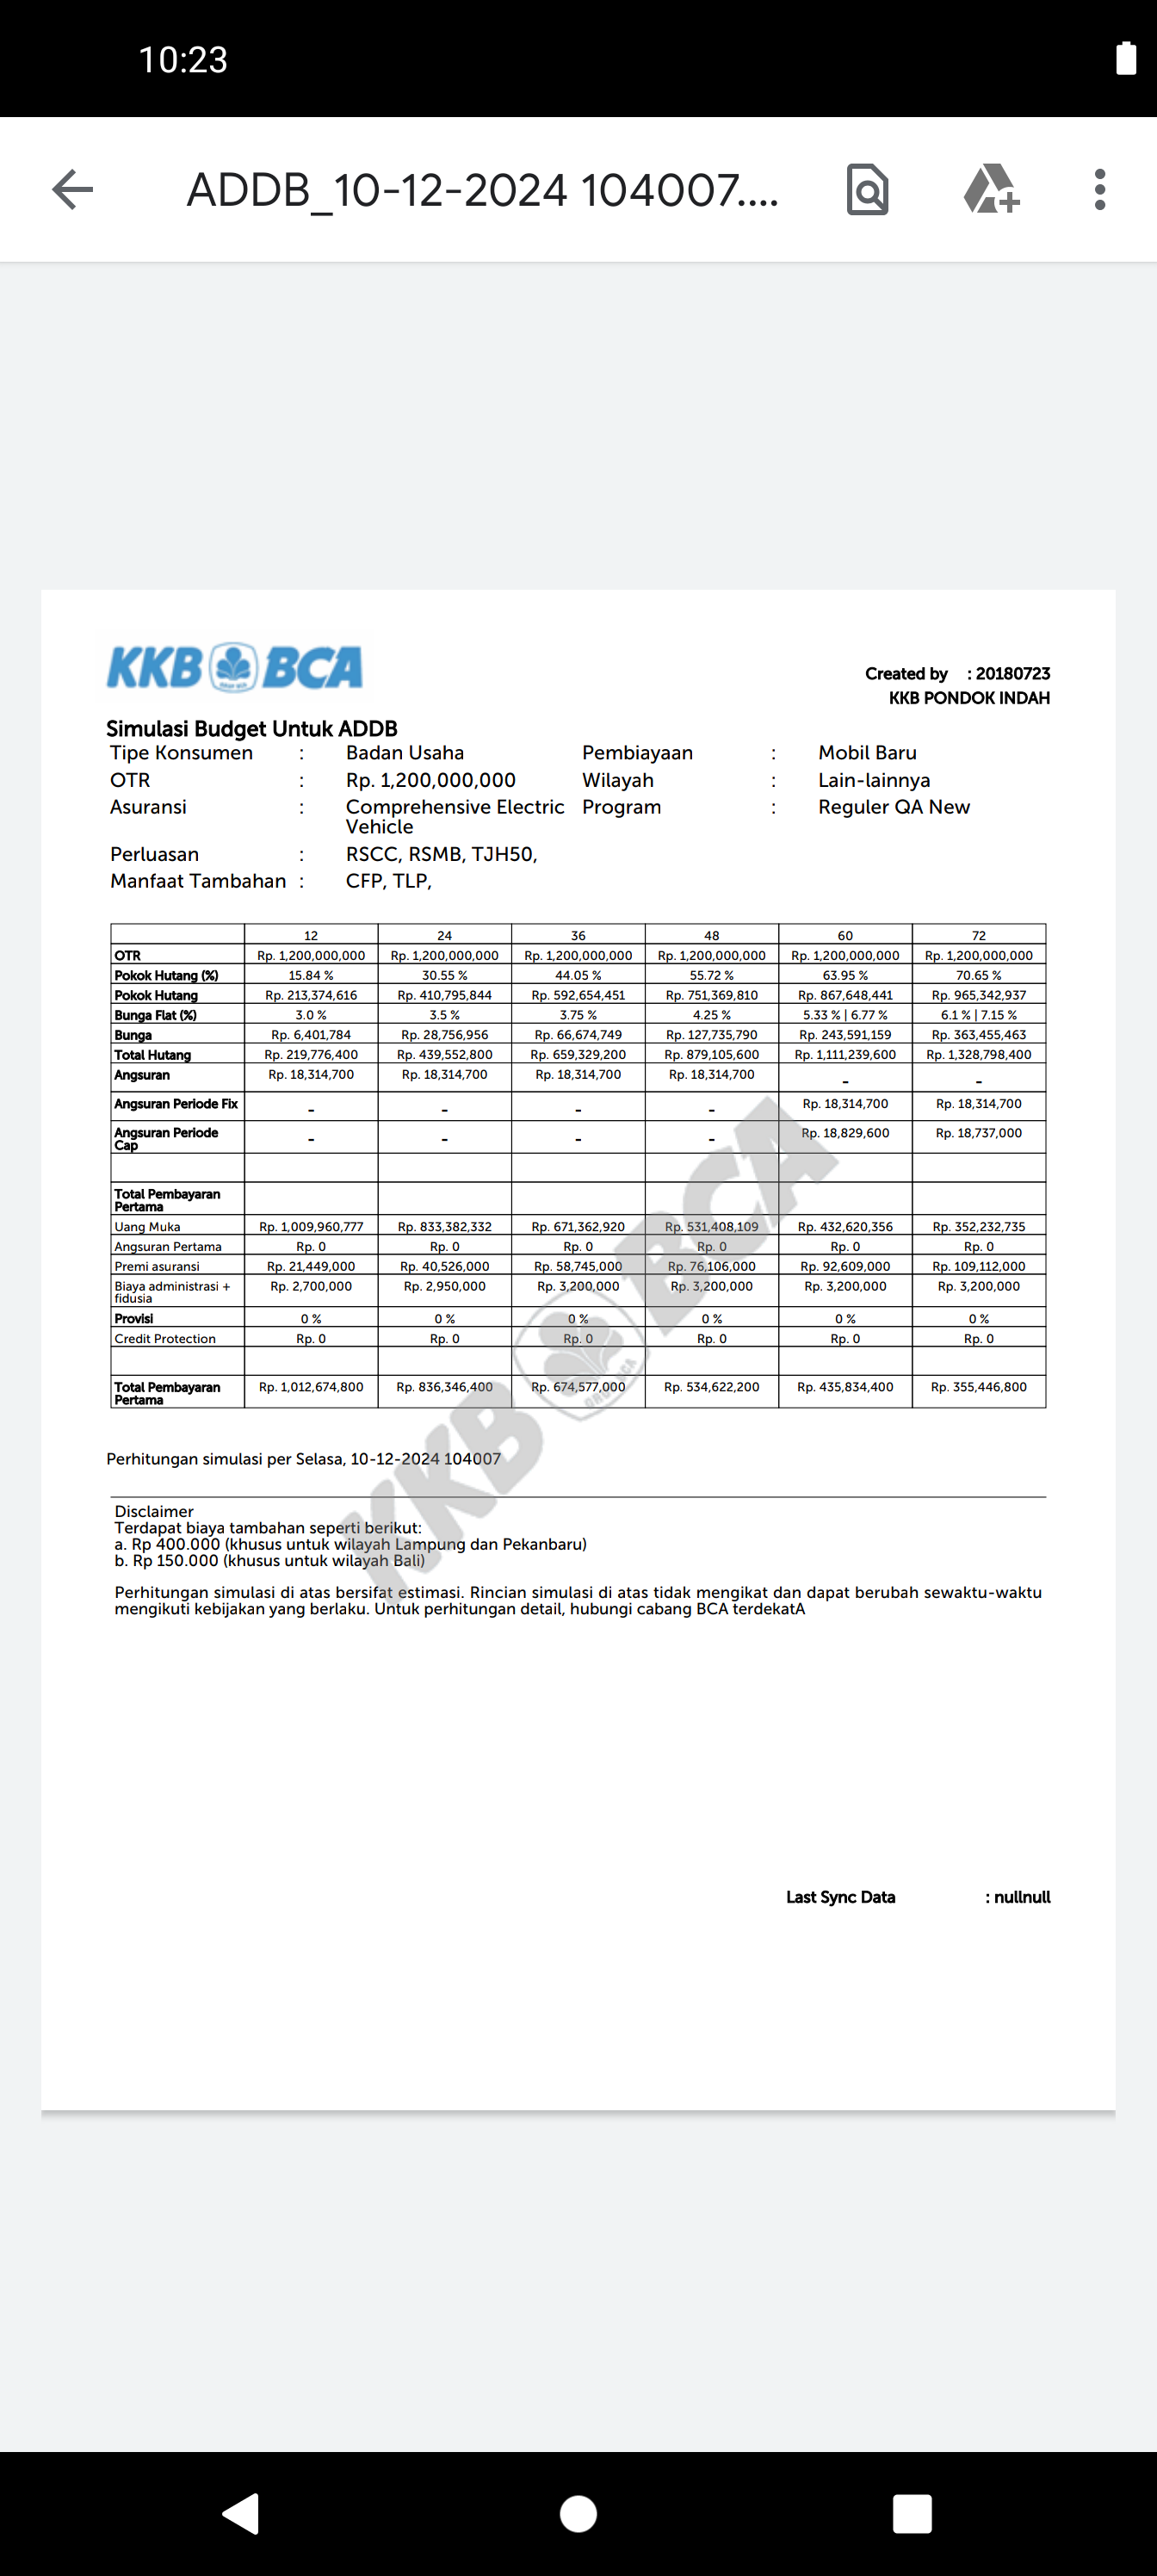 10:23
ADDB_10-12-2024 104007....
KKB BCA
Created by : 20180723
KKB PONDOK INDAH
Simulasi Budget Untuk ADDB
Tipe Konsumen : Badan Usaha Pembiayaan : Mobil Baru
OTR : Rp. 1,200,000,000 Wilayah : Lain-lainnya
Asuransi : Comprehensive Electric Program : Reguler QA New
Vehicle
Perluasan : RSCC, RSMB, TJH50,
Manfaat Tambahan : CFP, TLP,
12 24 36 48 60 72
OTR Rp. 1,200,000,000 Rp. 1,200,000,000 Rp. 1,200,000,000 Rp. 1,200,000,000 Rp. 1,200,000,000 Rp. 1,200,000,000
Pokok Hutang (%) 15.84 % 30.55 % 44.05 % 55.72 % 63.95 % 70.65 %
Pokok Hutang Rp. 213,374,616 Rp. 410,795,844 Rp. 592,654,451 Rp. 751,369,810 Rp. 867,648,441 Rp. 965,342,937
Bunga Flat (%) 3.0 % 3.5 % 3.75 % 4.25 % 5.33 % | 6.77 % 6.1 % | 7.15 %
Bunga Rp. 6,401,784 Rp. 28,756,956 Rp. 66,674,749 Rp. 127,735,790 Rp. 243,591,159 Rp. 363,455,463
Total Hutang Rp. 219,776,400 Rp. 439,552,800 Rp. 659,329,200 Rp. 879,105,600 Rp. 1,111,239,600 Rp. 1,328,798,400
Angsuran Rp. 18,314,700 Rp. 18,314,700 Rp. 18,314,700 Rp. 18,314,700 - -
Angsuran Periode Fix - - - - Rp. 18,314,700 Rp. 18,314,700
Angsuran Periode - - - - Rp. 18,829,600 Rp. 18,737,000
Cap
Total Pembayaran
Pertama
Uang Muka Rp. 1,009,960,777 Rp. 833,382,332 Rp. 671,362,920 Rp. 531,408,109 Rp. 432,620,356 Rp. 352,232,735
Angsuran Pertama Rp. 0 Rp. 0 Rp. 0 Rp. 0 Rp. 0 Rp. 0
Premi asuransi Rp. 21,449,000 Rp. 40,526,000 Rp. 58,745,000 Rp. 76,106,000 Rp. 92,609,000 Rp. 109,112,000
Biaya administrasi + Rp. 2,700,000 Rp. 2,950,000 Rp. 3,200,000 Rp. 3,200,000 Rp. 3,200,000 Rp. 3,200,000
fidusia
Provisi 0 % 0 % 0 % 0 % 0 % 0 %
Credit Protection Rp. 0 Rp. 0 Rp. 0 Rp. 0 Rp. 0 Rp. 0
Total Pembayaran Rp. 1,012,674,800 Rp. 836,346,400 Rp. 674,577,000 Rp. 534,622,200 Rp. 435,834,400 Rp. 355,446,800
Pertama
KKB BCA
Perhitungan simulasi per Selasa, 10-12-2024 104007
Disclaimer
Terdapat biaya tambahan seperti berikut:
a. Rp 400.000 (khusus untuk wilayah Lampung dan Pekanbaru)
b. Rp 150.000 (khusus untuk wilayah Bali)
Perhitungan simulasi di atas bersifat estimasi. Rincian simulasi di atas tidak mengikat dan dapat berubah sewaktu-waktu
mengikuti kebijakan yang berlaku. Untuk perhitungan detail, hubungi cabang BCA terdekatA
Last Sync Data : nullnull